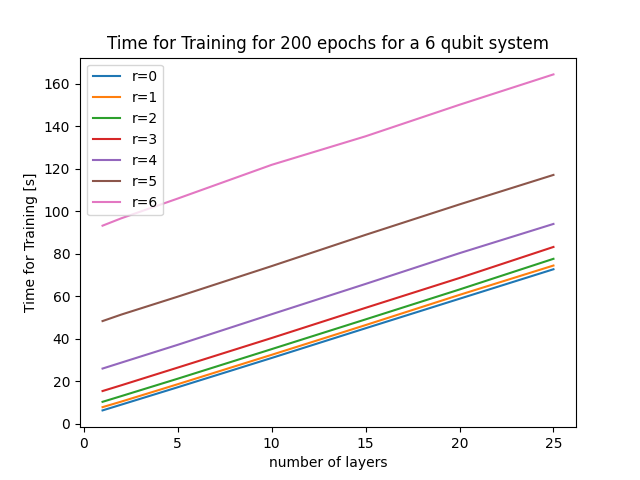 Time for Training for 200 epochs for a 6 qubit system
Time for Training [s]
160
140
120
100
80
60
40
20
0
r=0
r=1
r=2
r=3
r=4
r=5
r=6
0 5 10 15 20 25
number of layers